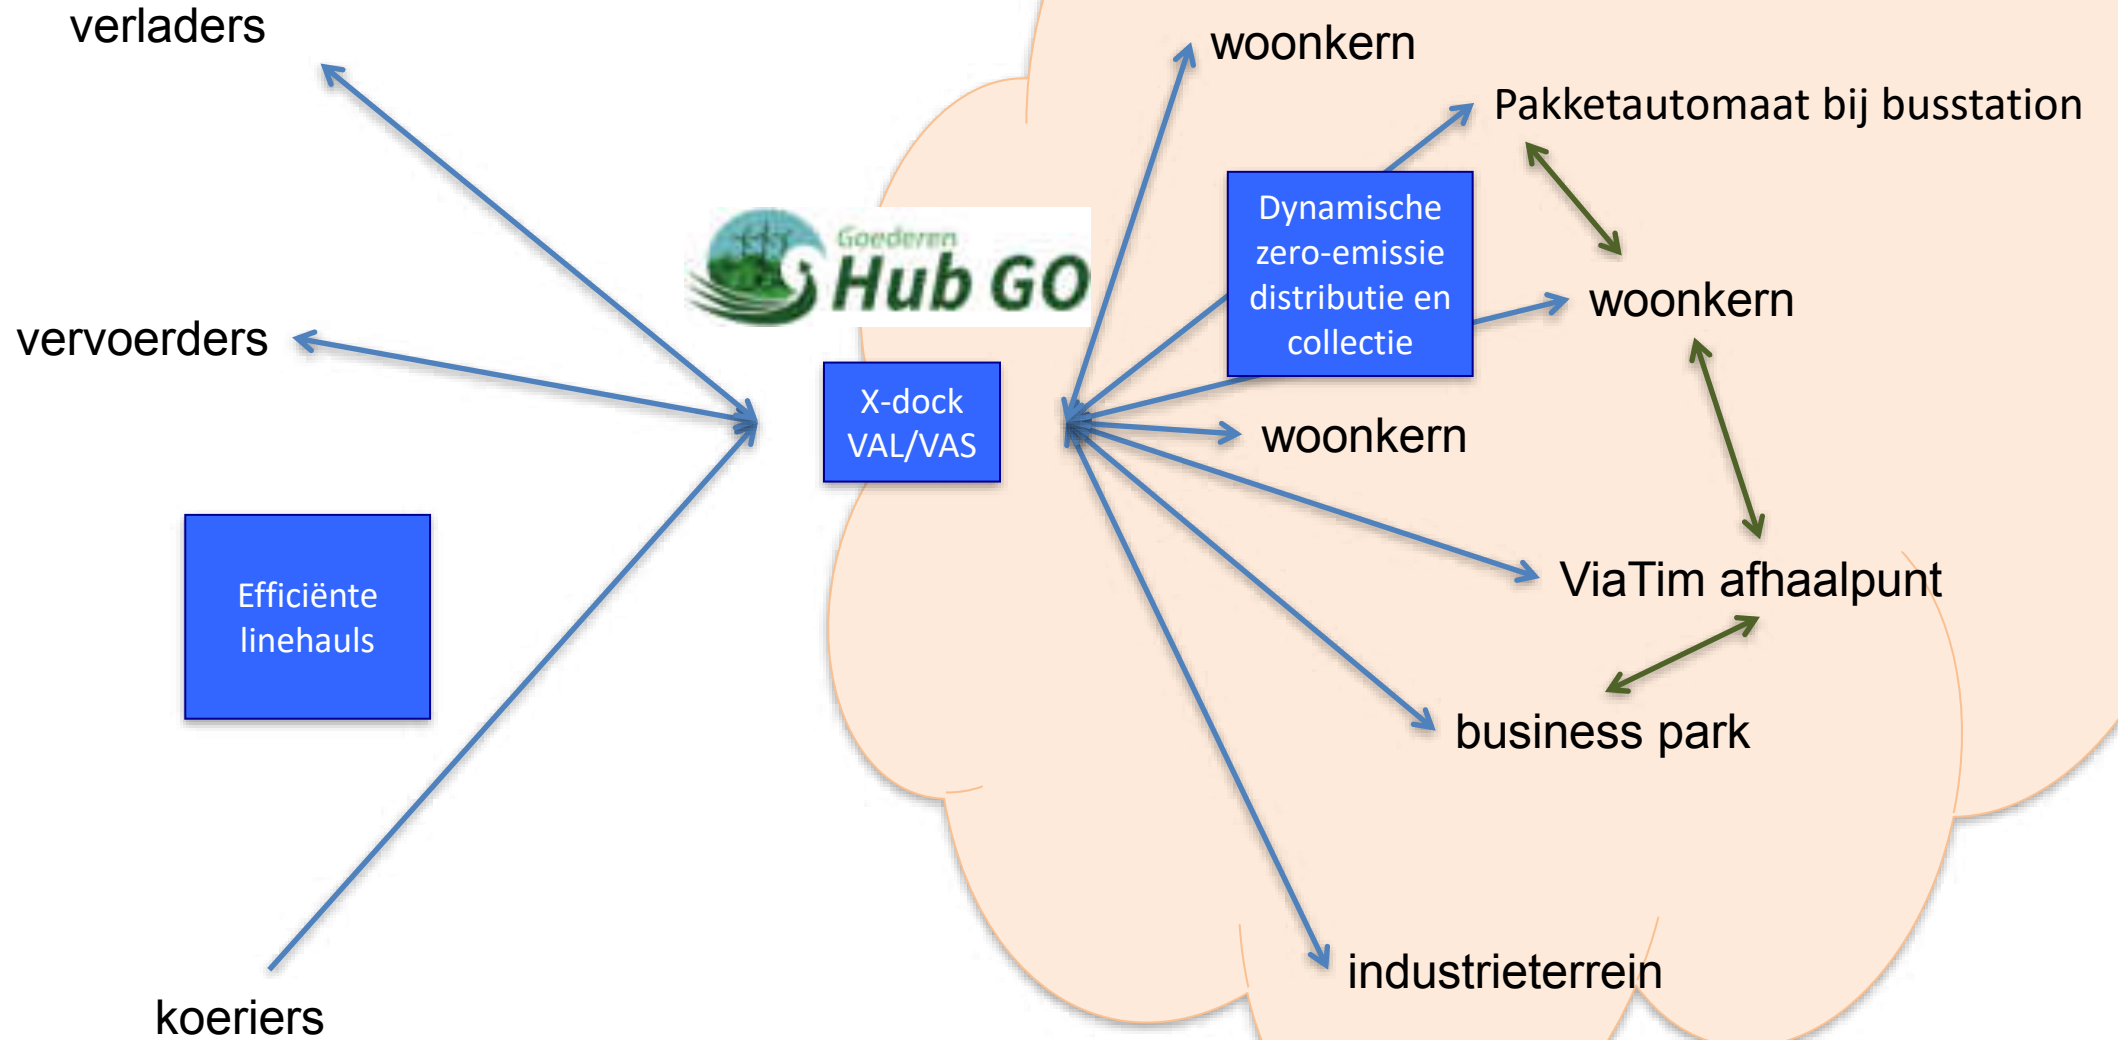 verladers
vervoerders
Efficiënte
linehauls
koeriers
Goederen
Hub GO
X-dock
VAL/VAS
woonkern
Pakketautomaat bij busstation
Dynamische
zero-emissie
distributie en
collectie
woonkern
woonkern
ViaTim afhaalpunt
business park
industrieterrein